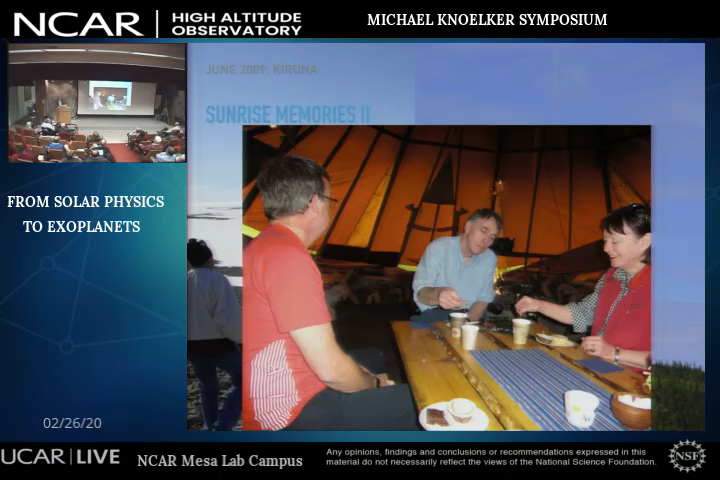 NCAR | HIGH ALTITUDE
OBSERVATORY
MICHAEL KNOELKER SYMPOSIUM
JUNE 2009: KIRUNA
SUNRISE MEMORIES II
FROM SOLAR PHYSICS
TO EXOPLANETS
02/26/20
UCAR | LIVE
NCAR Mesa Lab Campus
Any opinions, findings and conclusions or recommendations expressed in this
material do not necessarily reflect the views of the National Science Foundation.
NSF